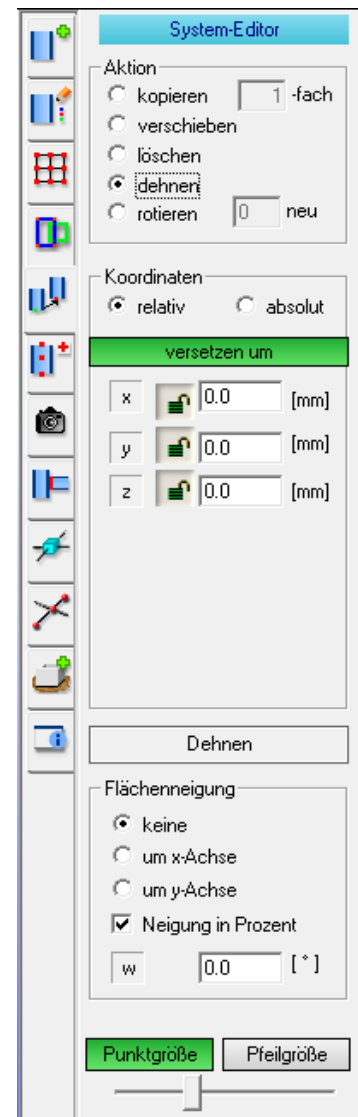 System-Editor
Aktion
kopieren 1 -fach
verschieben
löschen
dehnen
rotieren 0 neu
Koordinaten
relativ absolut
versetzen um
x 0.0 [mm]
y 0.0 [mm]
z 0.0 [mm]
Dehnen
Flächenneigung
keine
um x-Achse
um y-Achse
Neigung in Prozent
w 0.0 [ ° ]
Punktgröße Pfeilgröße